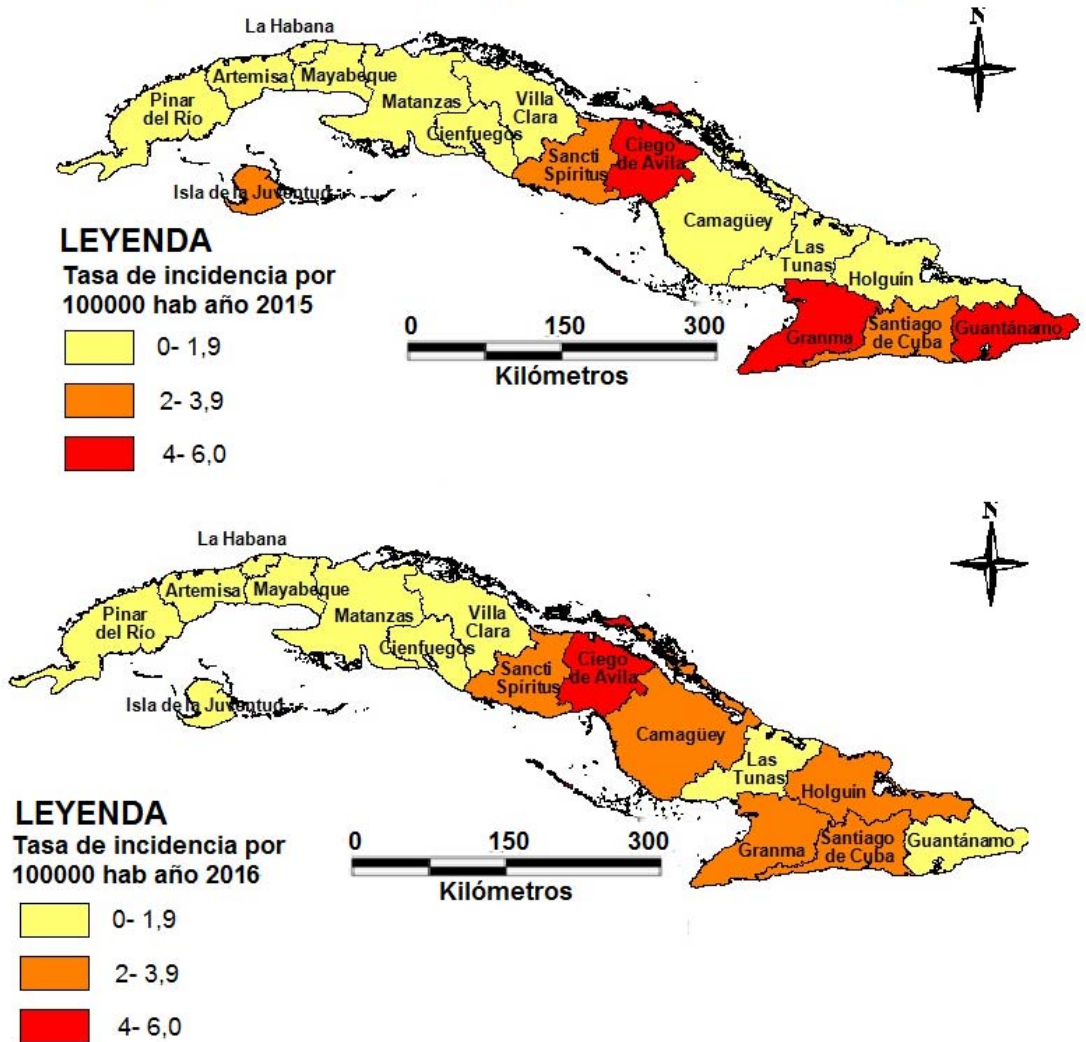 La Habana
N
Artemisa
Mayabeque
Pinar
del Río
Matanzas
Villa
Clara
Cienfuegos
Sancti
Spíritus
Ciego
de Avila
Isla de la Juventud
Camagüey
Las
Tunas
Holguín
Granma
Santiago
de Cuba
Guantánamo
LEYENDA
Tasa de incidencia por
100000 hab año 2015
0- 1,9
2- 3,9
4- 6,0
0 150 300
Kilómetros
N
La Habana
Artemisa
Mayabeque
Pinar
del Río
Matanzas
Villa
Clara
Cienfuegos
Sancti
Spíritus
Ciego
de Avila
Isla de la Juventud
Camagüey
Las
Tunas
Holguín
Granma
Santiago
de Cuba
Guantánamo
LEYENDA
Tasa de incidencia por
100000 hab año 2016
0- 1,9
2- 3,9
4- 6,0
0 150 300
Kilómetros